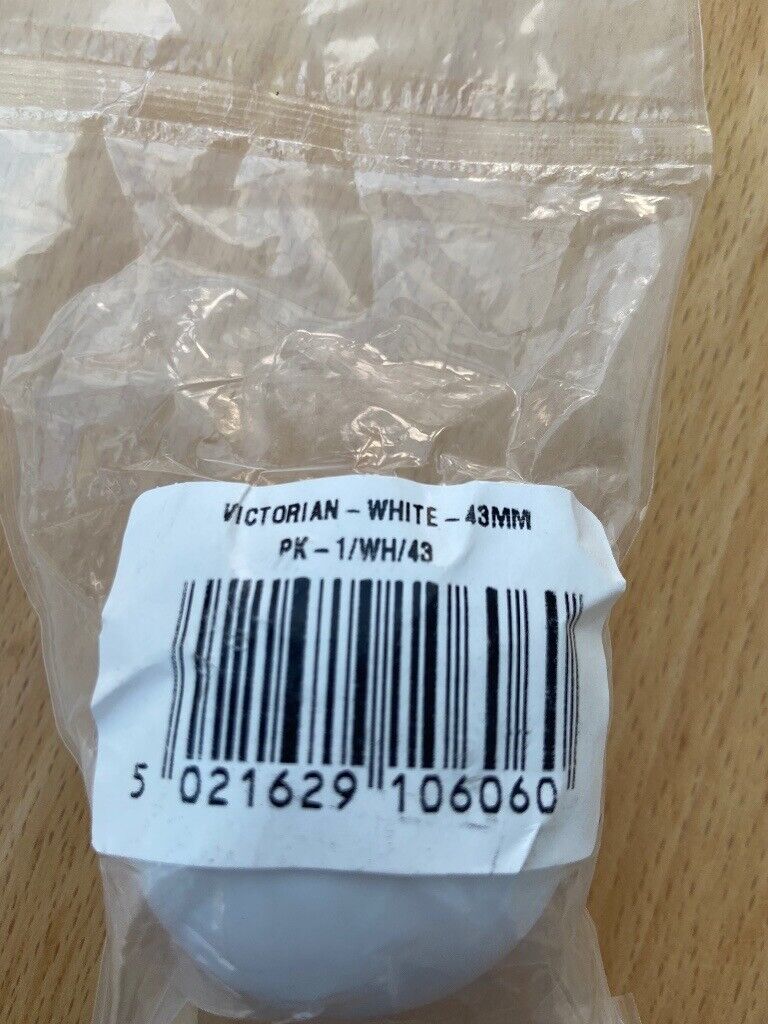 VICTORIAN - WHITE - 43MM
PK - 1/WH/43
5 021629 106060